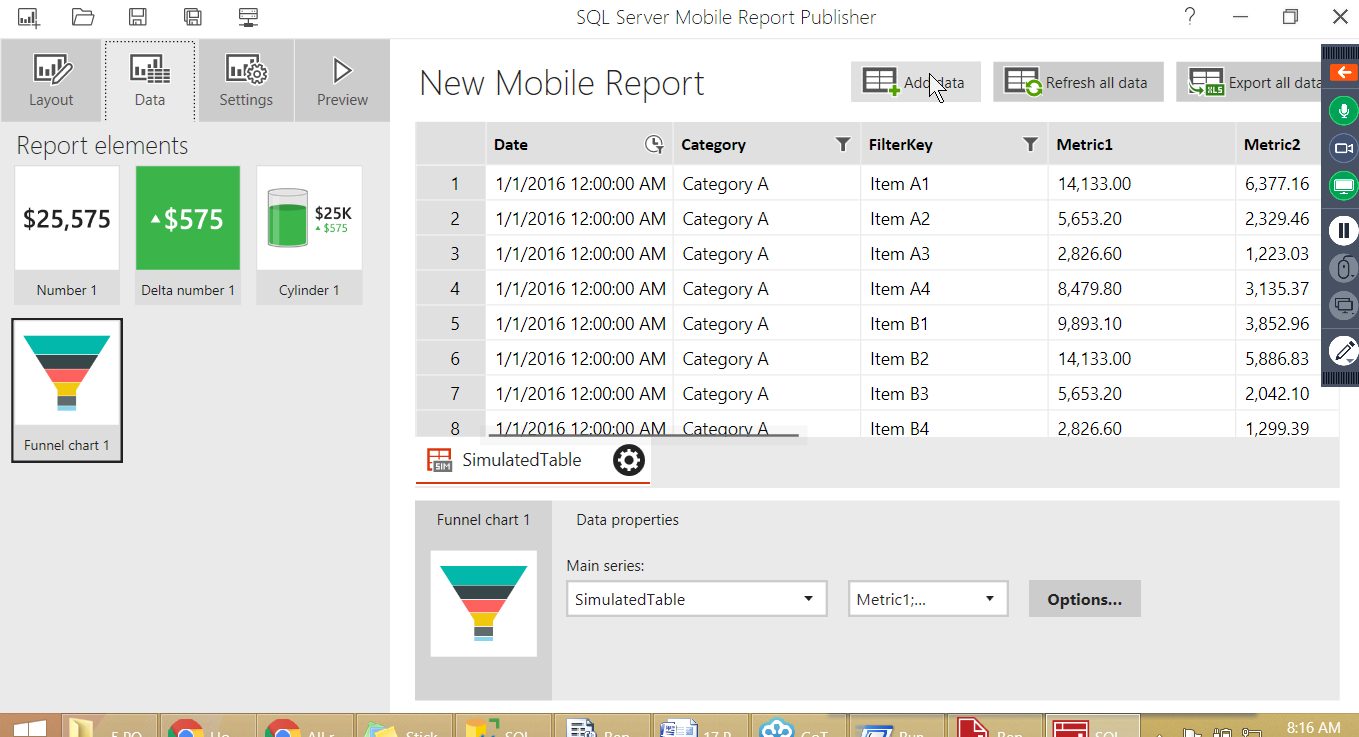 SQL Server Mobile Report Publisher
?
Layout
Data
Settings
Preview
New Mobile Report
Add data
Refresh all data
XLS
Export all data
Report elements
$25,575
$575
$25K
$575
Number 1
Delta number 1
Cylinder 1
Funnel chart 1
Date Category FilterKey Metric1 Metric2
1 1/1/2016 12:00:00 AM Category A Item A1 14,133.00 6,377.16
2 1/1/2016 12:00:00 AM Category A Item A2 5,653.20 2,329.46
3 1/1/2016 12:00:00 AM Category A Item A3 2,826.60 1,223.03
4 1/1/2016 12:00:00 AM Category A Item A4 8,479.80 3,135.37
5 1/1/2016 12:00:00 AM Category A Item B1 9,893.10 3,852.96
6 1/1/2016 12:00:00 AM Category A Item B2 14,133.00 5,886.83
7 1/1/2016 12:00:00 AM Category A Item B3 5,653.20 2,042.10
8 1/1/2016 12:00:00 AM Category A Item B4 2,826.60 1,299.39
SIM
SimulatedTable
Funnel chart 1
Data properties
Main series:
SimulatedTable
Metric1;...
Options...
8:16 AM